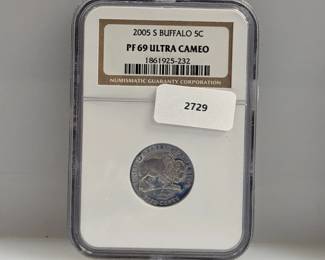 2005 S BUFFALO 5C
PF 69 ULTRA CAMEO
NUMISMATIC GUARANTY CORPORATION
1861925-232
2729